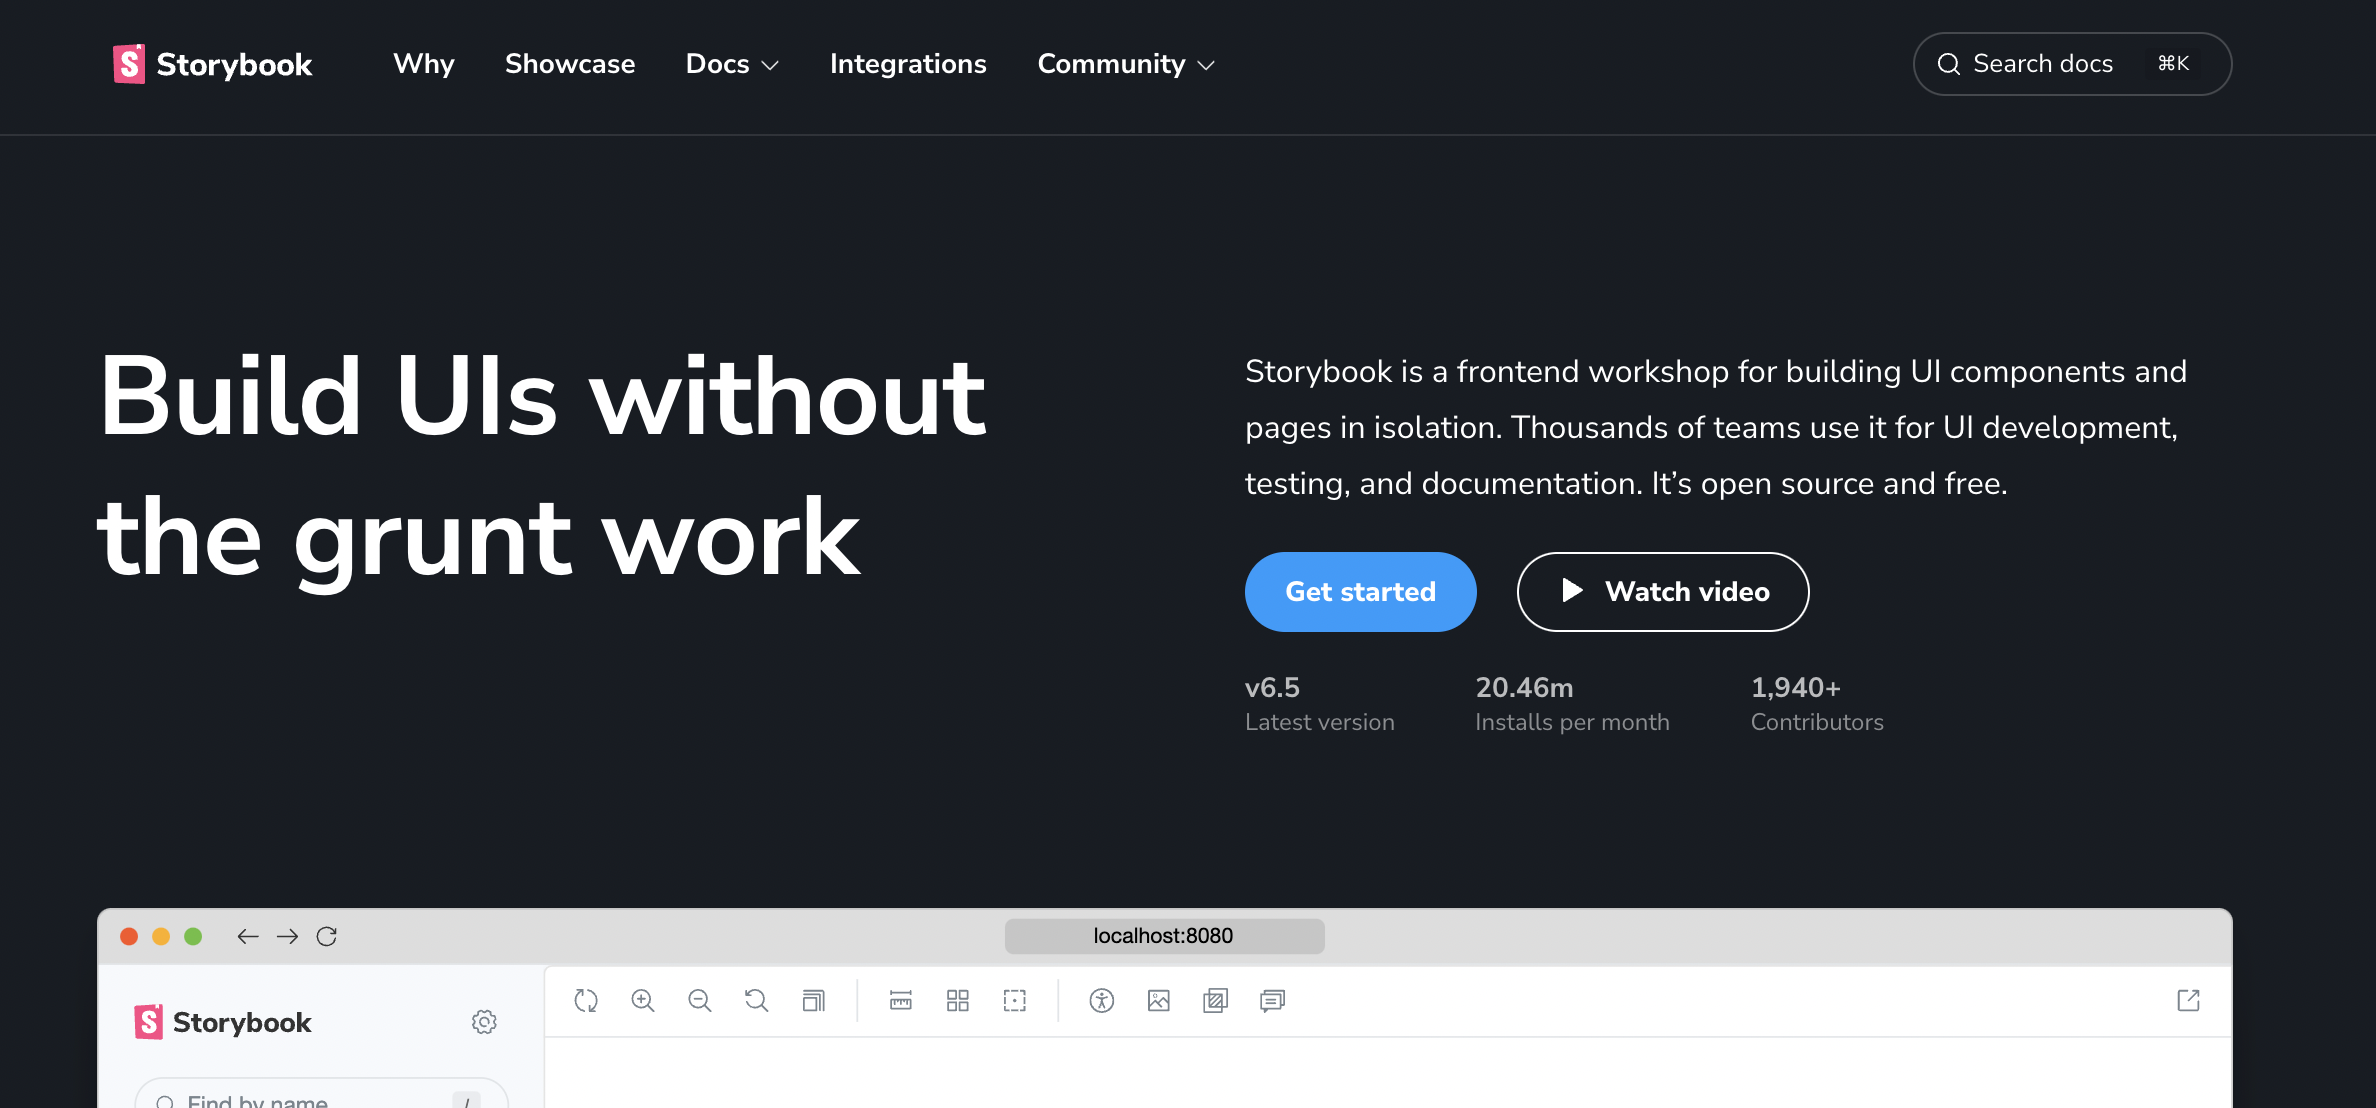 Storybook Why Showcase Docs Integrations Community Search docs ⌘K
Build UIs without
the grunt work
Storybook is a frontend workshop for building UI components and
pages in isolation. Thousands of teams use it for UI development,
testing, and documentation. It’s open source and free.
Get started Watch video
v6.5 20.46m 1,940+
Latest version Installs per month Contributors
localhost:8080
Storybook
Find by name /